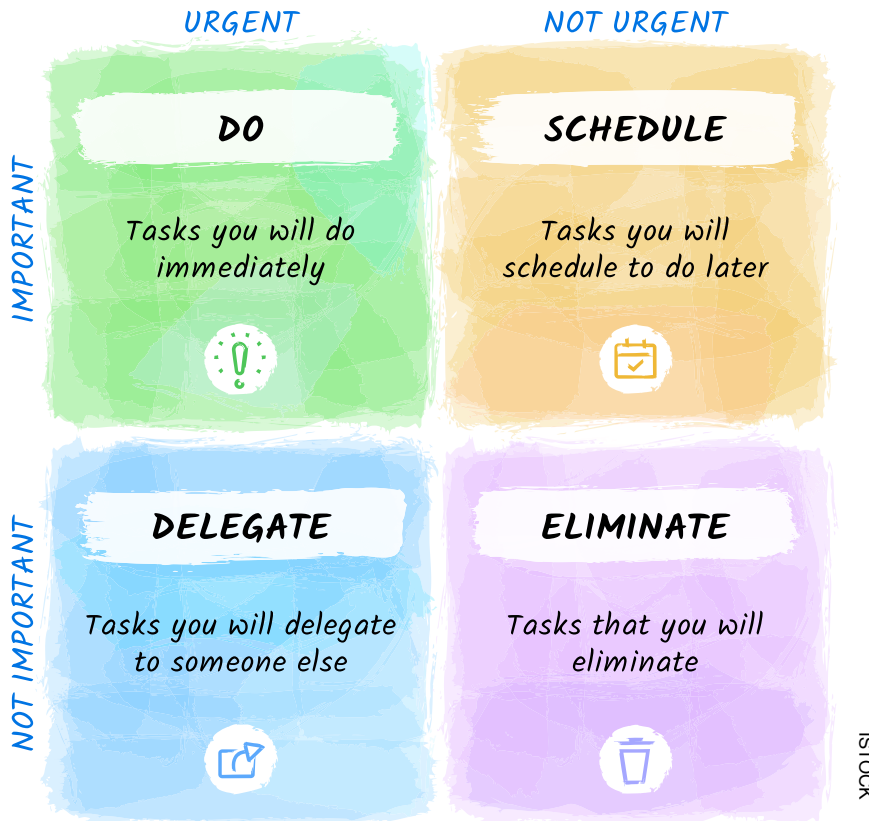 URGENT
NOT URGENT
IMPORTANT
DO
Tasks you will do
immediately
SCHEDULE
Tasks you will
schedule to do later
NOT IMPORTANT
DELEGATE
Tasks you will delegate
to someone else
ELIMINATE
Tasks that you will
eliminate
ISTOCK